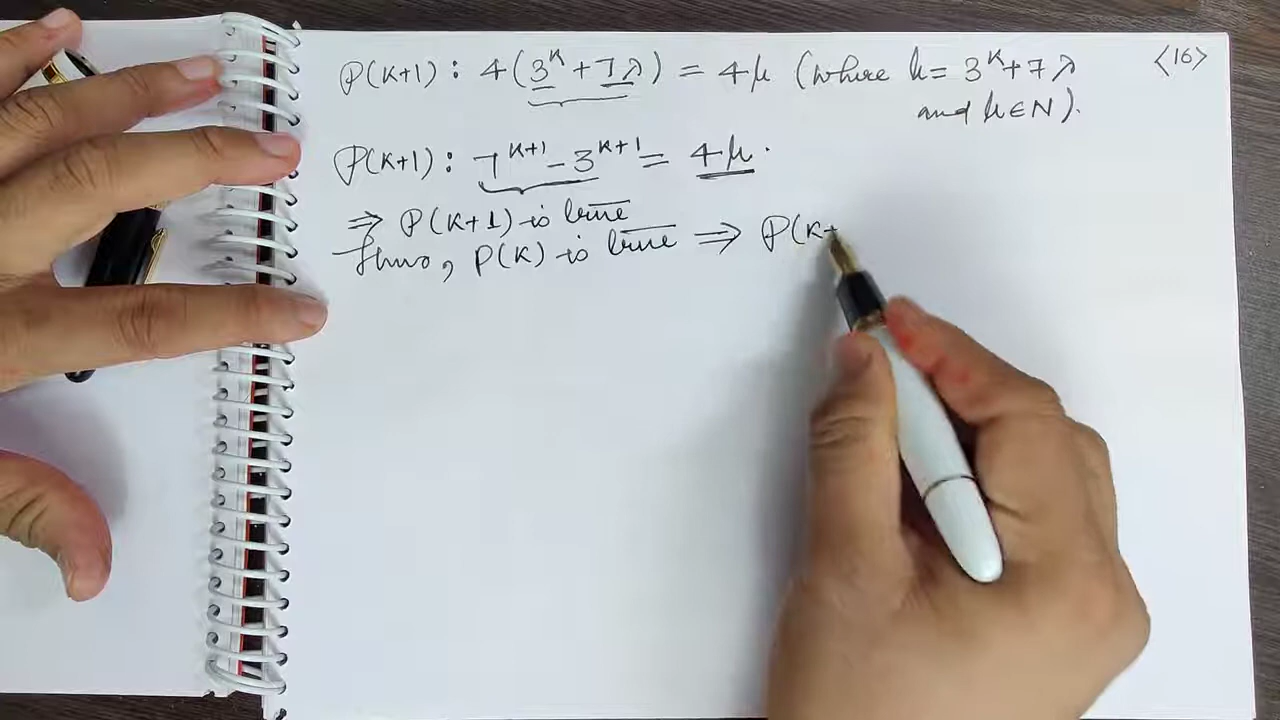 P(K+1) : 4(3^K + 7λ) = 4μ (where μ = 3^K + 7λ <16>
and μ ∈ N).
P(K+1) : 7^{K+1} - 3^{K+1} = 4μ.
⇒ P(K+1) is true
Thus, P(K) is true ⇒ P(K+